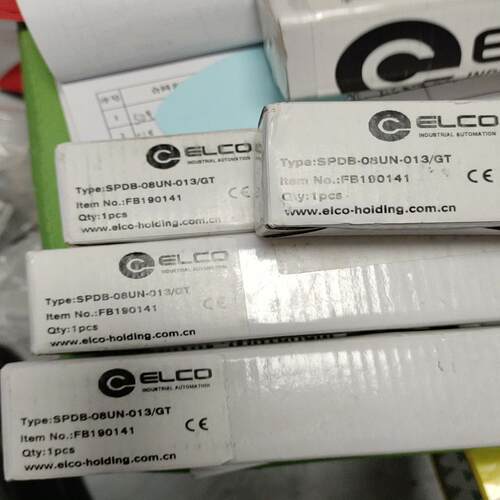 ELCO
INDUSTRIAL AUTOMATION
Type:SPDB-08UN-013/GT
Item No.:FB190141
Qty:1pcs
www.elco-holding.com.cn
CE
ELCO
INDUSTRIAL AUTOMATION
Type:SPDB-08UN-013/GT
Item No.:FB190141
Qty:1pcs
www.elco-holding.com.cn
CE
ELCO
INDUSTRIAL AUTOMATION
Type:SPDB-08UN-013/GT
Item No.:FB190141
Qty:1pcs
www.elco-holding.com.cn
CE
ELCO
INDUSTRIAL AUTOMATION
Type:SPDB-08UN-013/GT
Item No.:FB190141
Qty:1pcs
www.elco-holding.com.cn
CE